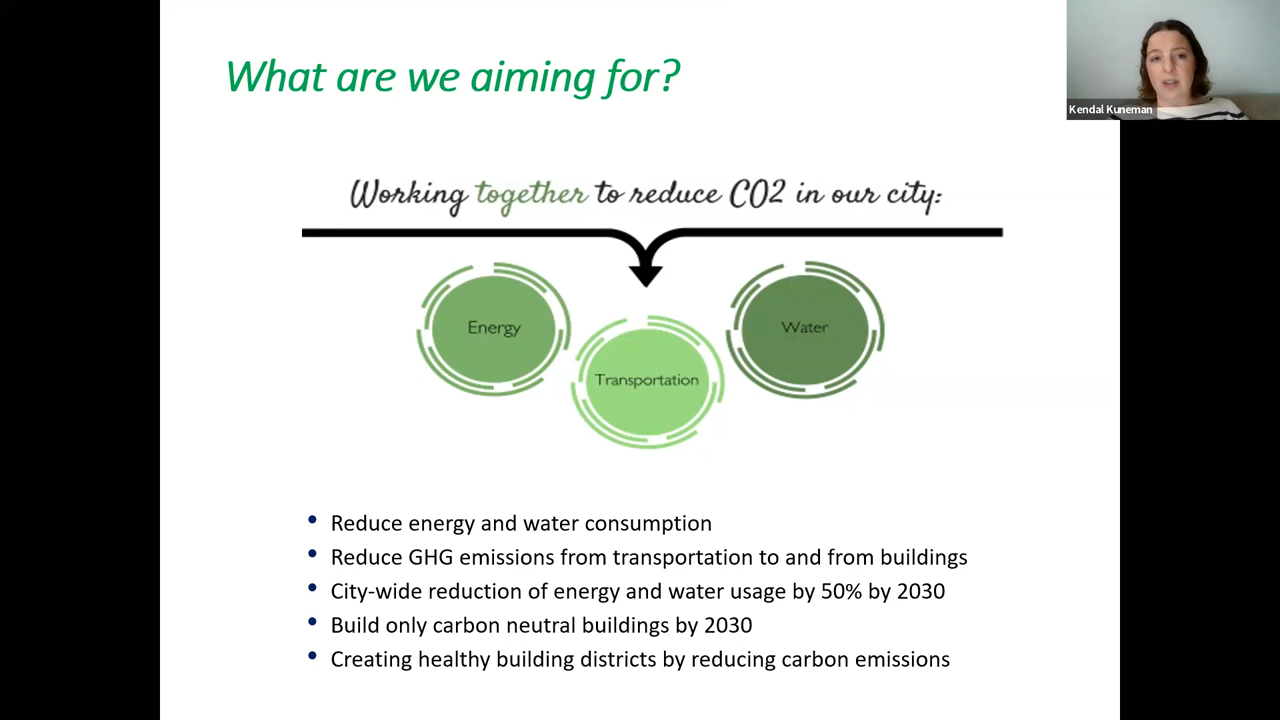 What are we aiming for?
Kendal Kuneman
Working together to reduce CO2 in our city:
Energy
Water
Transportation
• Reduce energy and water consumption
• Reduce GHG emissions from transportation to and from buildings
• City-wide reduction of energy and water usage by 50% by 2030
• Build only carbon neutral buildings by 2030
• Creating healthy building districts by reducing carbon emissions